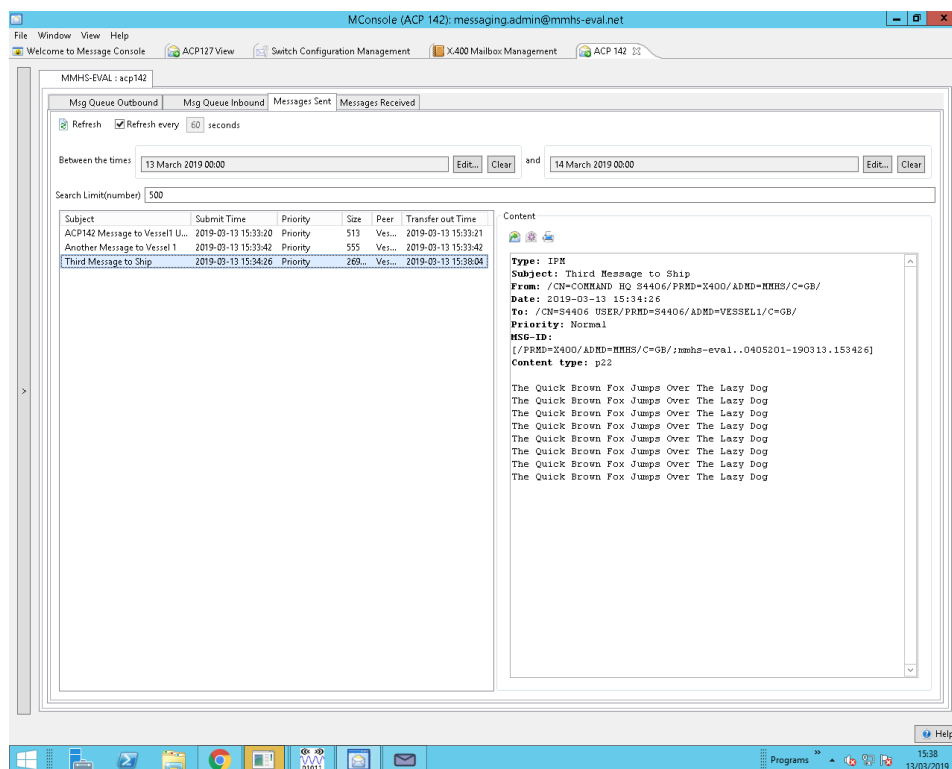 MConsole (ACP 142): messaging.admin@mmhs-eval.net
File Window View Help
Welcome to Message Console ACP127 View Switch Configuration Management X.400 Mailbox Management ACP 142
MMHS-EVAL : acp142
Msg Queue Outbound Msg Queue Inbound Messages Sent Messages Received
Refresh Refresh every 60 seconds
Between the times 13 March 2019 00:00 Edit... Clear and 14 March 2019 00:00 Edit... Clear
Search Limit(number) 500
Subject Submit Time Priority Size Peer Transfer out Time
ACP142 Message to Vessel1 U... 2019-03-13 15:33:20 Priority 513 Ves... 2019-03-13 15:33:21
Another Message to Vessel 1 2019-03-13 15:33:42 Priority 555 Ves... 2019-03-13 15:33:42
Third Message to Ship 2019-03-13 15:34:26 Priority 269... Ves... 2019-03-13 15:38:04
Content
Type: IPM
Subject: Third Message to Ship
From: /CN=COMMAND HQ S4406/PRMD=X400/ADMD=MMHS/C=GB/
Date: 2019-03-13 15:34:26
To: /CN=S4406 USER/PRMD=S4406/ADMD=VESSEL1/C=GB/
Priority: Normal
MSG-ID:
[/PRMD=X400/ADMD=MMHS/C=GB/;mmhs-eval..0405201-190313.153426]
Content type: p22
The Quick Brown Fox Jumps Over The Lazy Dog
The Quick Brown Fox Jumps Over The Lazy Dog
The Quick Brown Fox Jumps Over The Lazy Dog
The Quick Brown Fox Jumps Over The Lazy Dog
The Quick Brown Fox Jumps Over The Lazy Dog
The Quick Brown Fox Jumps Over The Lazy Dog
The Quick Brown Fox Jumps Over The Lazy Dog
The Quick Brown Fox Jumps Over The Lazy Dog
Help
Programs 15:38
13/03/2019